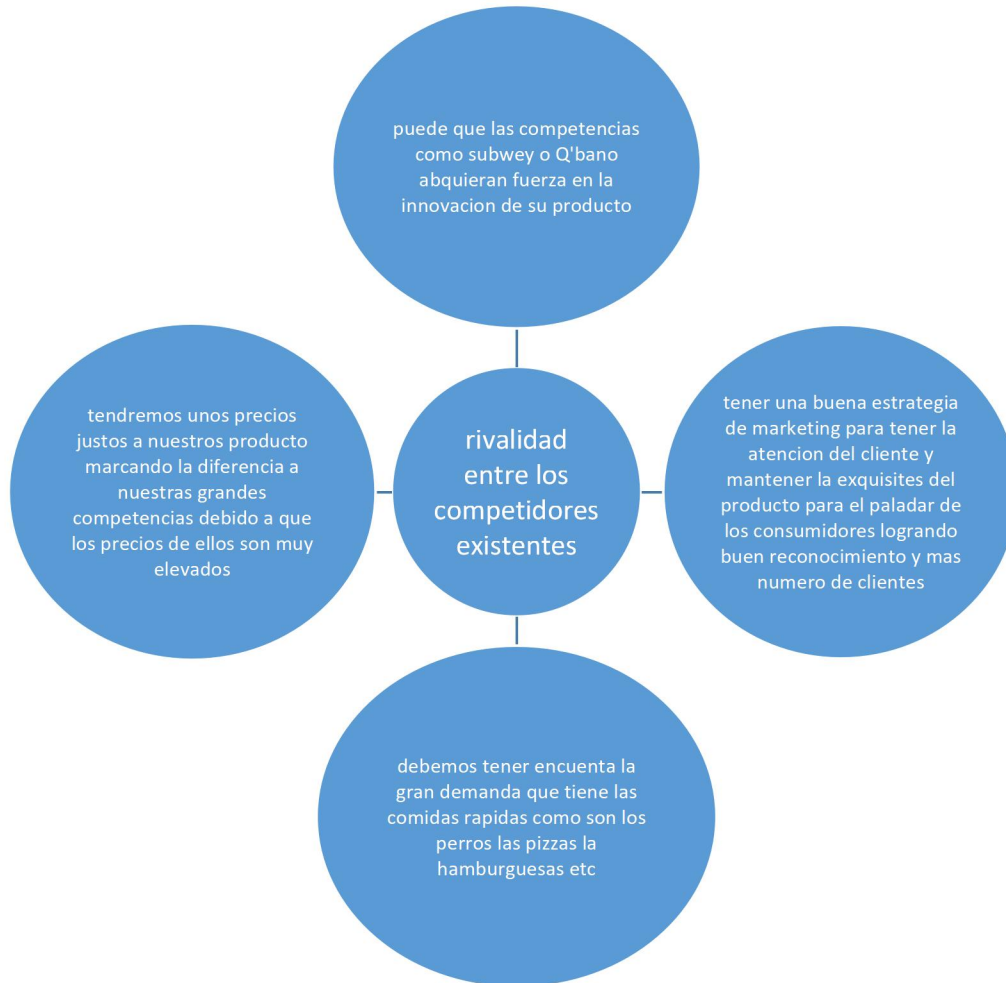 puede que las competencias
como subwey o Q'bano
abquieran fuerza en la
innovacion de su producto
tendremos unos precios
justos a nuestros producto
marcando la diferencia a
nuestras grandes
competencias debido a que
los precios de ellos son muy
elevados
rivalidad
entre los
competidores
existentes
tener una buena estrategia
de marketing para tener la
atencion del cliente y
mantener la exquisites del
producto para el paladar de
los consumidores logrando
buen reconocimiento y mas
numero de clientes
debemos tener encuenta la
gran demanda que tiene las
comidas rapidas como son los
perros las pizzas la
hamburguesas etc